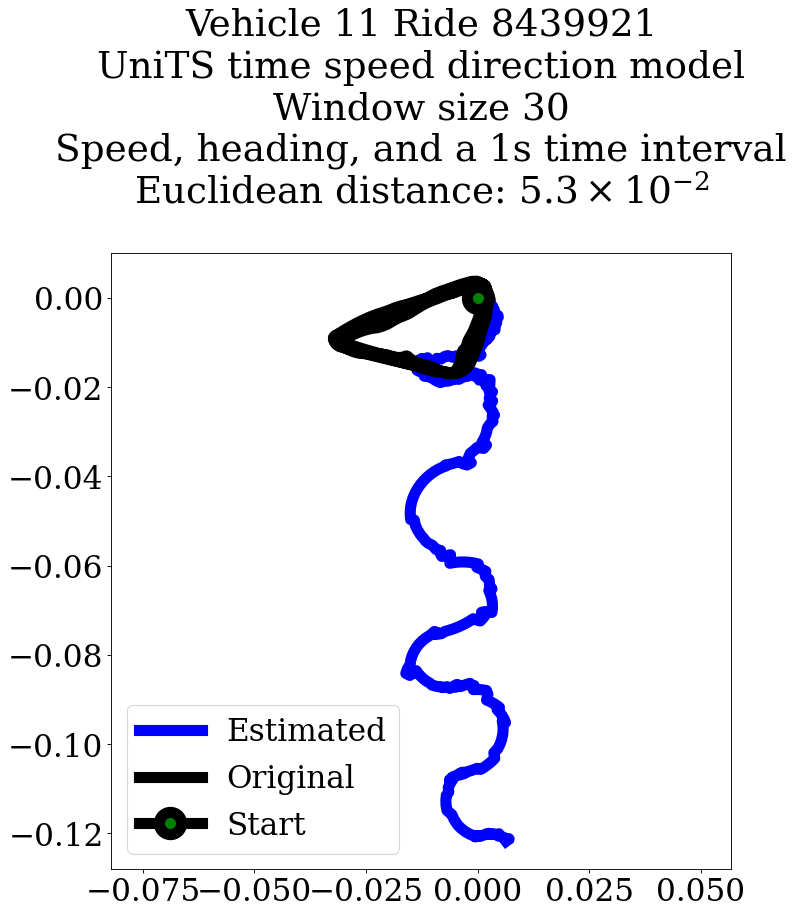 Vehicle 11 Ride 8439921
UniTS time speed direction model
Window size 30
Speed, heading, and a 1s time interval
Euclidean distance: 5.3 × 10⁻²
0.00
−0.02
−0.04
−0.06
−0.08
−0.10
−0.12
Estimated
Original
Start
−0.075 −0.050 −0.025 0.000 0.025 0.050